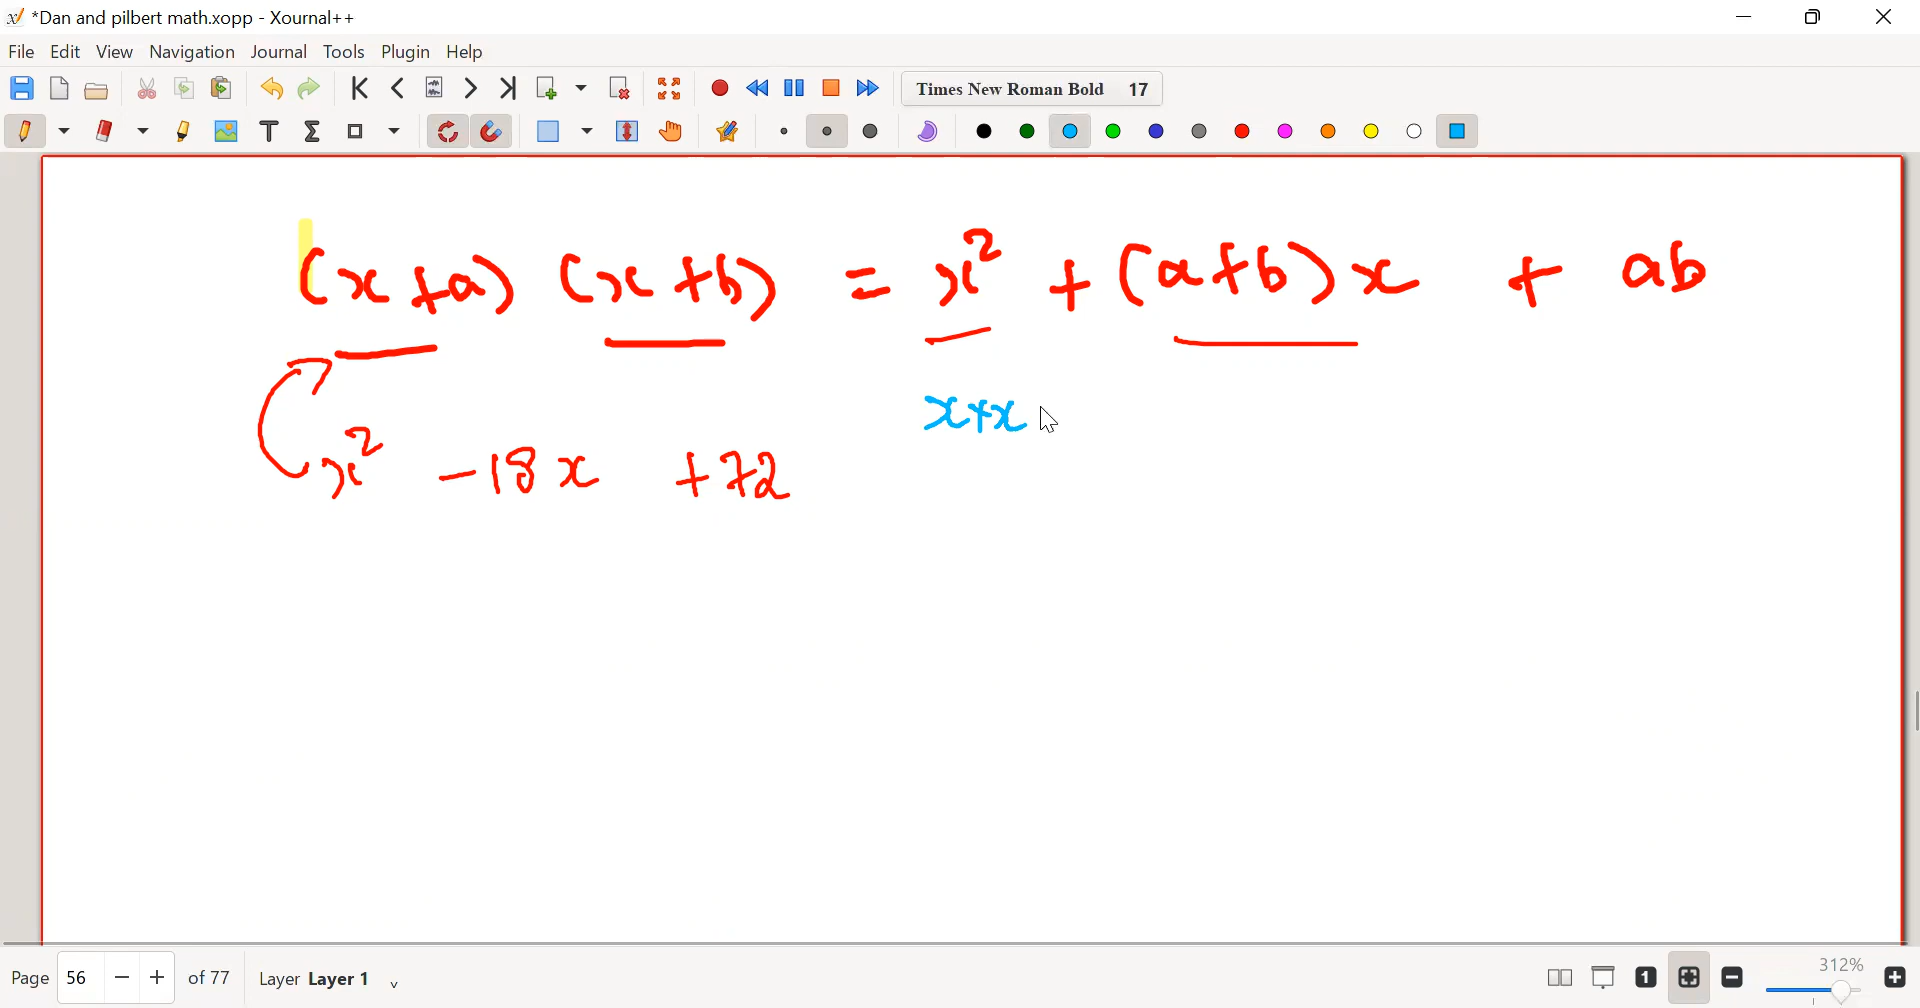 *Dan and pilbert math.xopp - Xournal++
File Edit View Navigation Journal Tools Plugin Help
Times New Roman Bold 17
(x+a) (x+b) = x² + (a+b)x + ab
x*x
x² -18x +72
Page 56 of 77 Layer Layer 1 1 312%